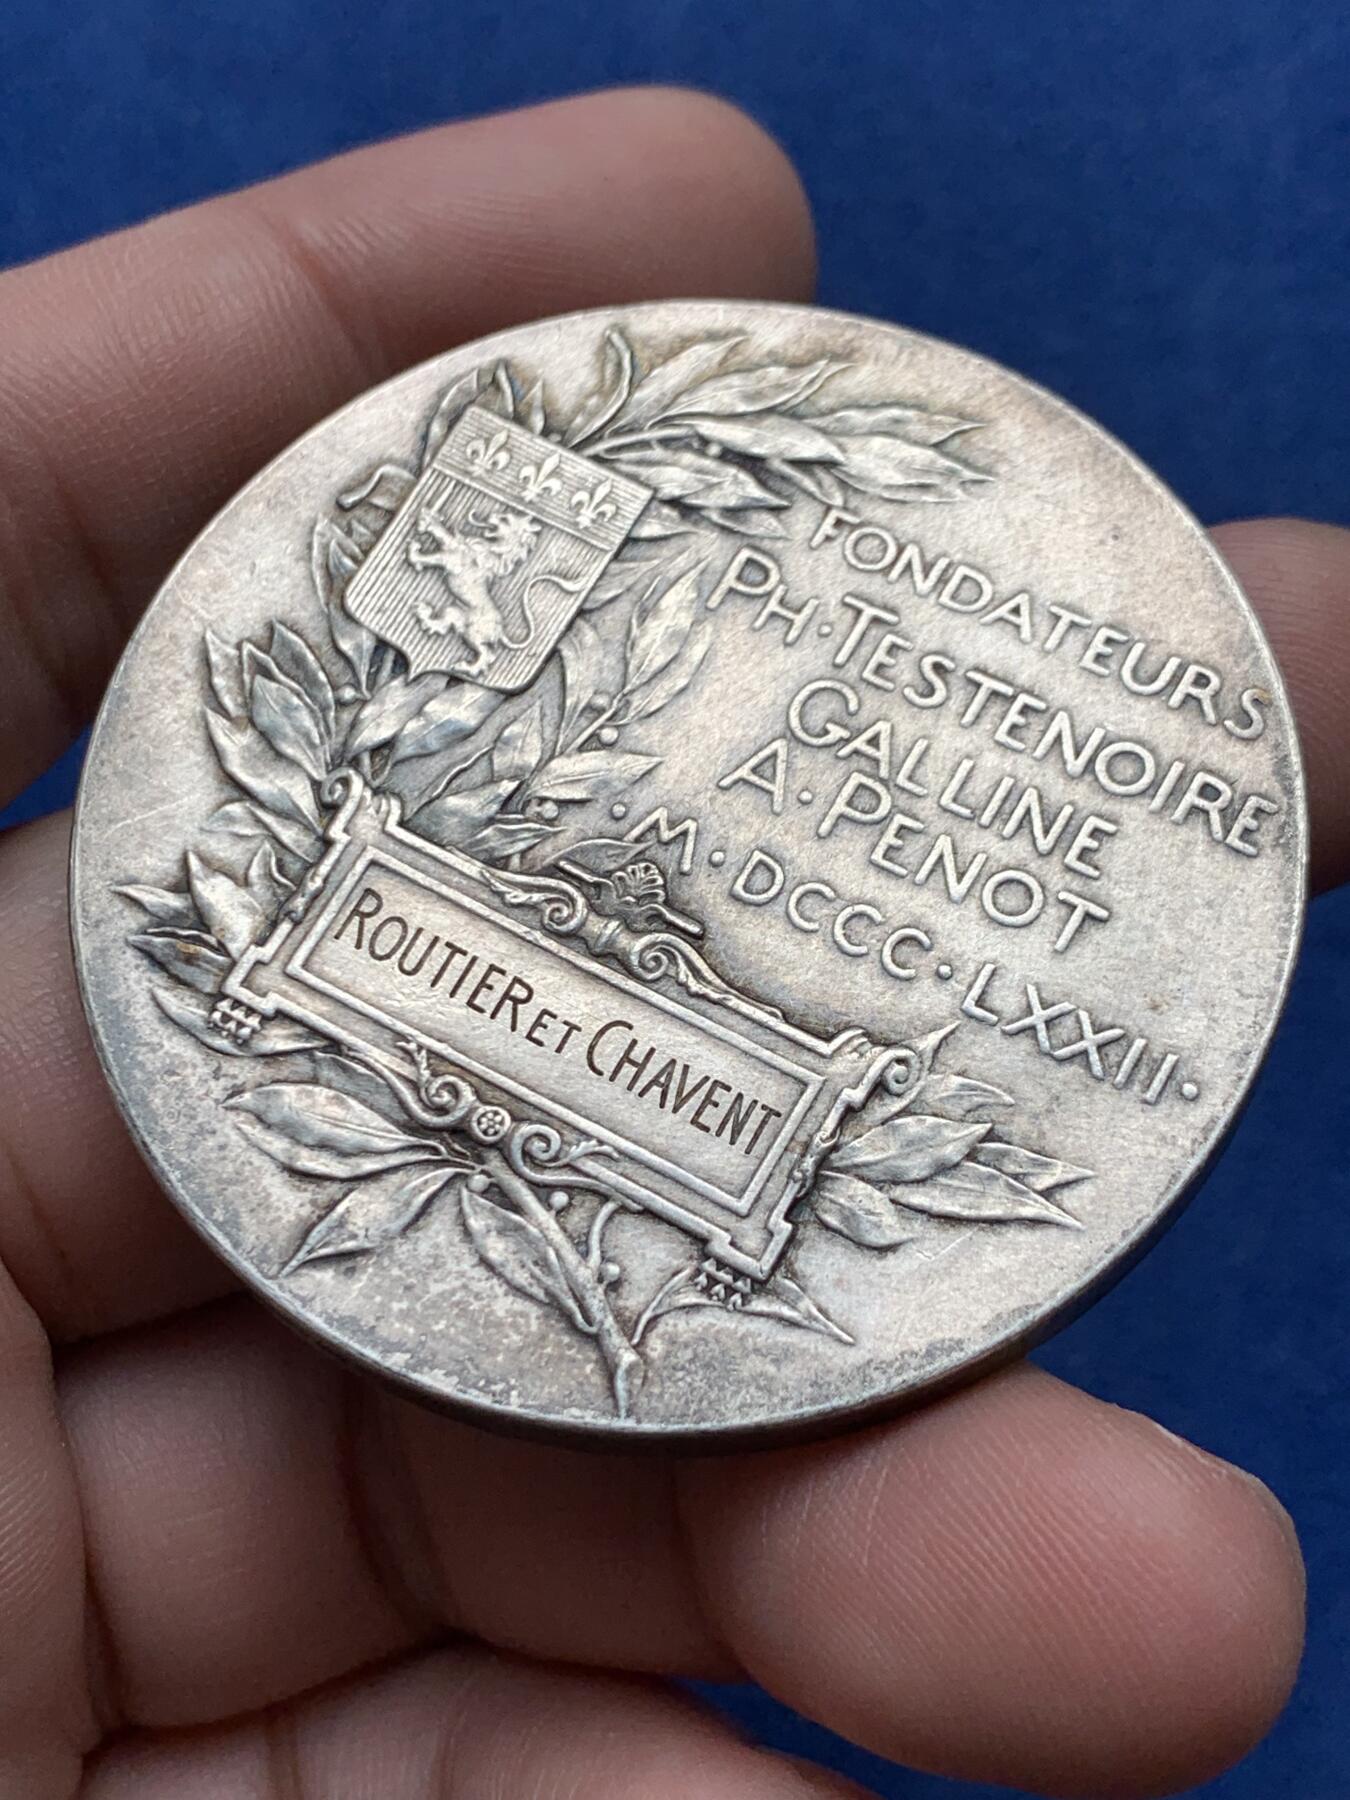 FONDATEURS
PH·TESTENOIRE
GALLINE
A·PENOT
·M·DCCC·LXXII·
ROUTIER ET CHAVENT